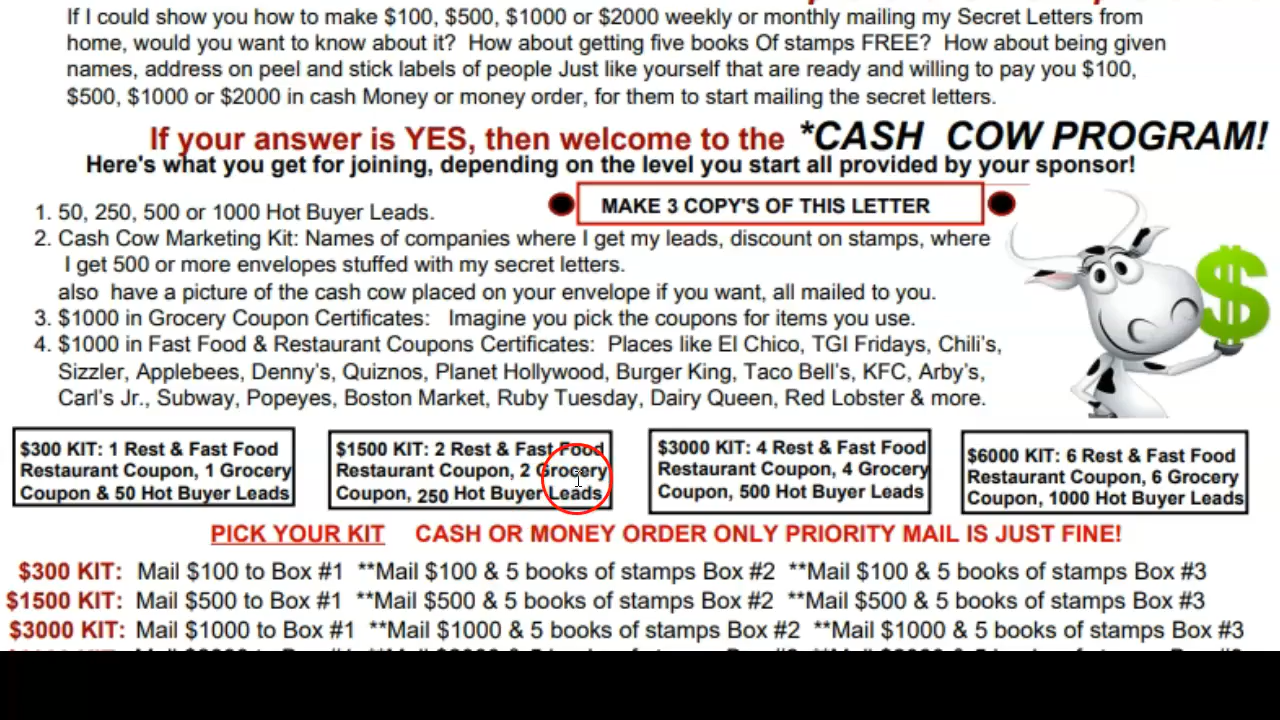 If I could show you how to make $100, $500, $1000 or $2000 weekly or monthly mailing my Secret Letters from
home, would you want to know about it? How about getting five books Of stamps FREE? How about being given
names, address on peel and stick labels of people Just like yourself that are ready and willing to pay you $100,
$500, $1000 or $2000 in cash Money or money order, for them to start mailing the secret letters.
If your answer is YES, then welcome to the *CASH COW PROGRAM!
Here's what you get for joining, depending on the level you start all provided by your sponsor!
MAKE 3 COPY'S OF THIS LETTER
1. 50, 250, 500 or 1000 Hot Buyer Leads.
2. Cash Cow Marketing Kit: Names of companies where I get my leads, discount on stamps, where
I get 500 or more envelopes stuffed with my secret letters.
also have a picture of the cash cow placed on your envelope if you want, all mailed to you.
3. $1000 in Grocery Coupon Certificates: Imagine you pick the coupons for items you use.
4. $1000 in Fast Food & Restaurant Coupons Certificates: Places like El Chico, TGI Fridays, Chili's,
Sizzler, Applebees, Denny's, Quiznos, Planet Hollywood, Burger King, Taco Bell's, KFC, Arby's,
Carl's Jr., Subway, Popeyes, Boston Market, Ruby Tuesday, Dairy Queen, Red Lobster & more.
$
$300 KIT: 1 Rest & Fast Food
Restaurant Coupon, 1 Grocery
Coupon & 50 Hot Buyer Leads
$1500 KIT: 2 Rest & Fast Food
Restaurant Coupon, 2 Grocery
Coupon, 250 Hot Buyer Leads
$3000 KIT: 4 Rest & Fast Food
Restaurant Coupon, 4 Grocery
Coupon, 500 Hot Buyer Leads
$6000 KIT: 6 Rest & Fast Food
Restaurant Coupon, 6 Grocery
Coupon, 1000 Hot Buyer Leads
PICK YOUR KIT CASH OR MONEY ORDER ONLY PRIORITY MAIL IS JUST FINE!
$300 KIT: Mail $100 to Box #1 **Mail $100 & 5 books of stamps Box #2 **Mail $100 & 5 books of stamps Box #3
$1500 KIT: Mail $500 to Box #1 **Mail $500 & 5 books of stamps Box #2 **Mail $500 & 5 books of stamps Box #3
$3000 KIT: Mail $1000 to Box #1 **Mail $1000 & 5 books of stamps Box #2 **Mail $1000 & 5 books of stamps Box #3